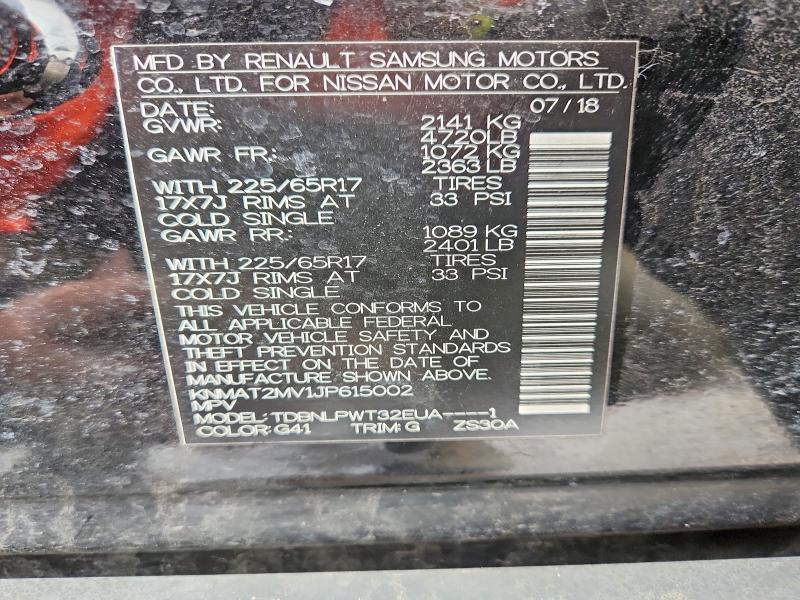 MFD BY RENAULT SAMSUNG MOTORS
CO., LTD. FOR NISSAN MOTOR CO., LTD.
DATE: 07/18
GVWR: 2141 KG
4720LB
GAWR FR: 1072 KG
2363 LB
WITH 225/65R17 TIRES
17X7J RIMS AT 33 PSI
COLD SINGLE
GAWR RR: 1089 KG
2401 LB
WITH 225/65R17 TIRES
17X7J RIMS AT 33 PSI
COLD SINGLE
THIS VEHICLE CONFORMS TO
ALL APPLICABLE FEDERAL
MOTOR VEHICLE SAFETY AND
THEFT PREVENTION STANDARDS
IN EFFECT ON THE DATE OF
MANUFACTURE SHOWN ABOVE.
KNMAT2MV1JP615002
MPV
MODEL: TDBNLPWT32EUA----1
COLOR: G41 TRIM: G ZS30A